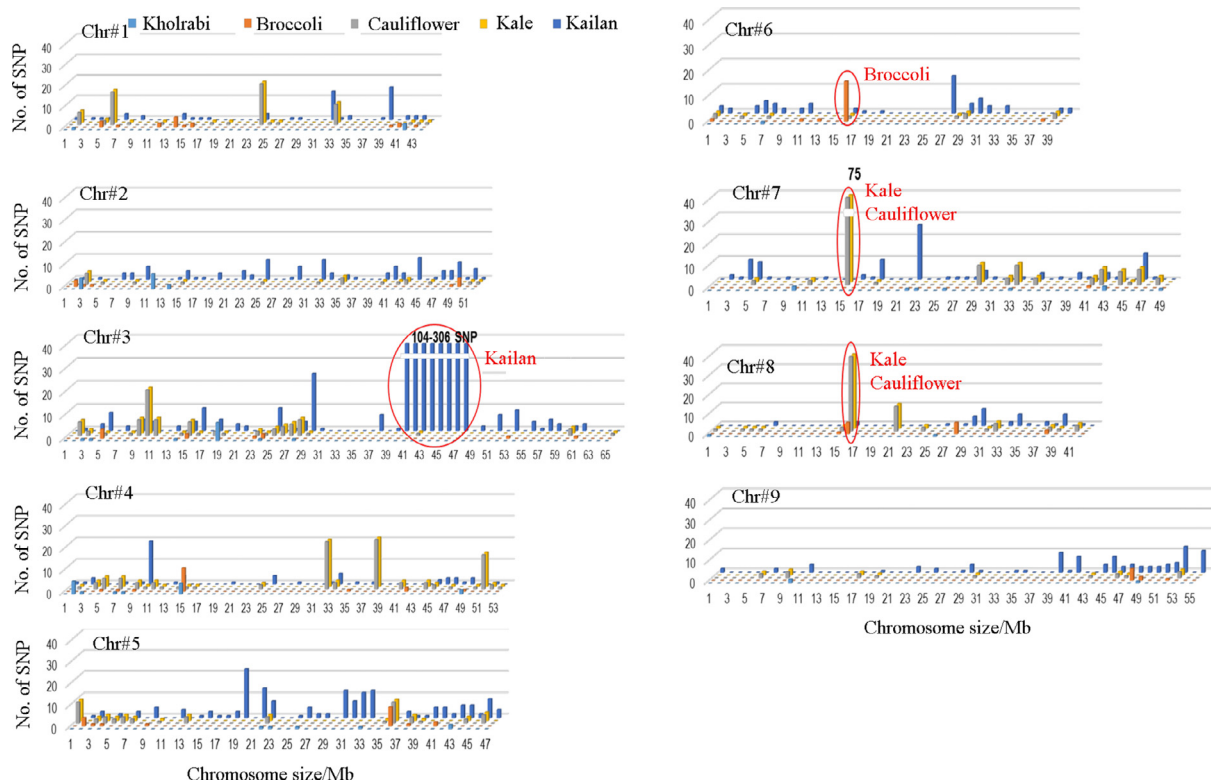 Kholrabi Broccoli Cauliflower Kale Kailan
Chr#1
No. of SNP
40
30
20
10
0
1 3 5 7 9 11 13 15 17 19 21 23 25 27 29 31 33 35 37 39 41 43
Chr#2
No. of SNP
40
30
20
10
0
1 3 5 7 9 11 13 15 17 19 21 23 25 27 29 31 33 35 37 39 41 43 45 47 49 51
Chr#3
104-306 SNP
Kailan
No. of SNP
40
30
20
10
0
1 3 5 7 9 11 13 15 17 19 21 23 25 27 29 31 33 35 37 39 41 43 45 47 49 51 53 55 57 59 61 63 65
Chr#4
No. of SNP
40
30
20
10
0
1 3 5 7 9 11 13 15 17 19 21 23 25 27 29 31 33 35 37 39 41 43 45 47 49 51 53
Chr#5
No. of SNP
40
30
20
10
0
1 3 5 7 9 11 13 15 17 19 21 23 25 27 29 31 33 35 37 39 41 43 45 47
Chromosome size/Mb
Chr#6
Broccoli
40
30
20
10
0
1 3 5 7 9 11 13 15 17 19 21 23 25 27 29 31 33 35 37 39
75
Chr#7
Kale
Cauliflower
40
30
20
10
0
1 3 5 7 9 11 13 15 17 19 21 23 25 27 29 31 33 35 37 39 41 43 45 47 49
Chr#8
Kale
Cauliflower
40
30
20
10
0
1 3 5 7 9 11 13 15 17 19 21 23 25 27 29 31 33 35 37 39 41
Chr#9
40
30
20
10
0
1 3 5 7 9 11 13 15 17 19 21 23 25 27 29 31 33 35 37 39 41 43 45 47 49 51 53 55
Chromosome size/Mb